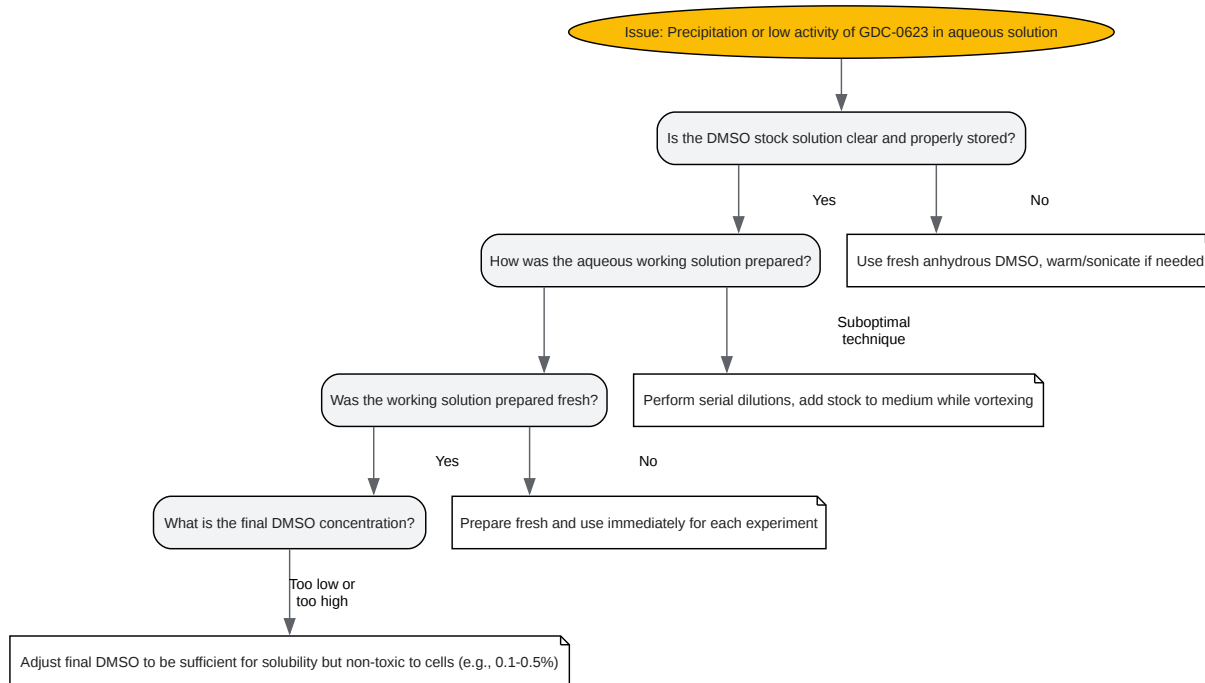 Issue: Precipitation or low activity of GDC-0623 in aqueous solution
Is the DMSO stock solution clear and properly stored?
Yes
No
How was the aqueous working solution prepared?
Use fresh anhydrous DMSO, warm/sonicate if needed
Suboptimal
technique
Was the working solution prepared fresh?
Perform serial dilutions, add stock to medium while vortexing
Yes
No
What is the final DMSO concentration?
Prepare fresh and use immediately for each experiment
Too low or
too high
Adjust final DMSO to be sufficient for solubility but non-toxic to cells (e.g., 0.1-0.5%)